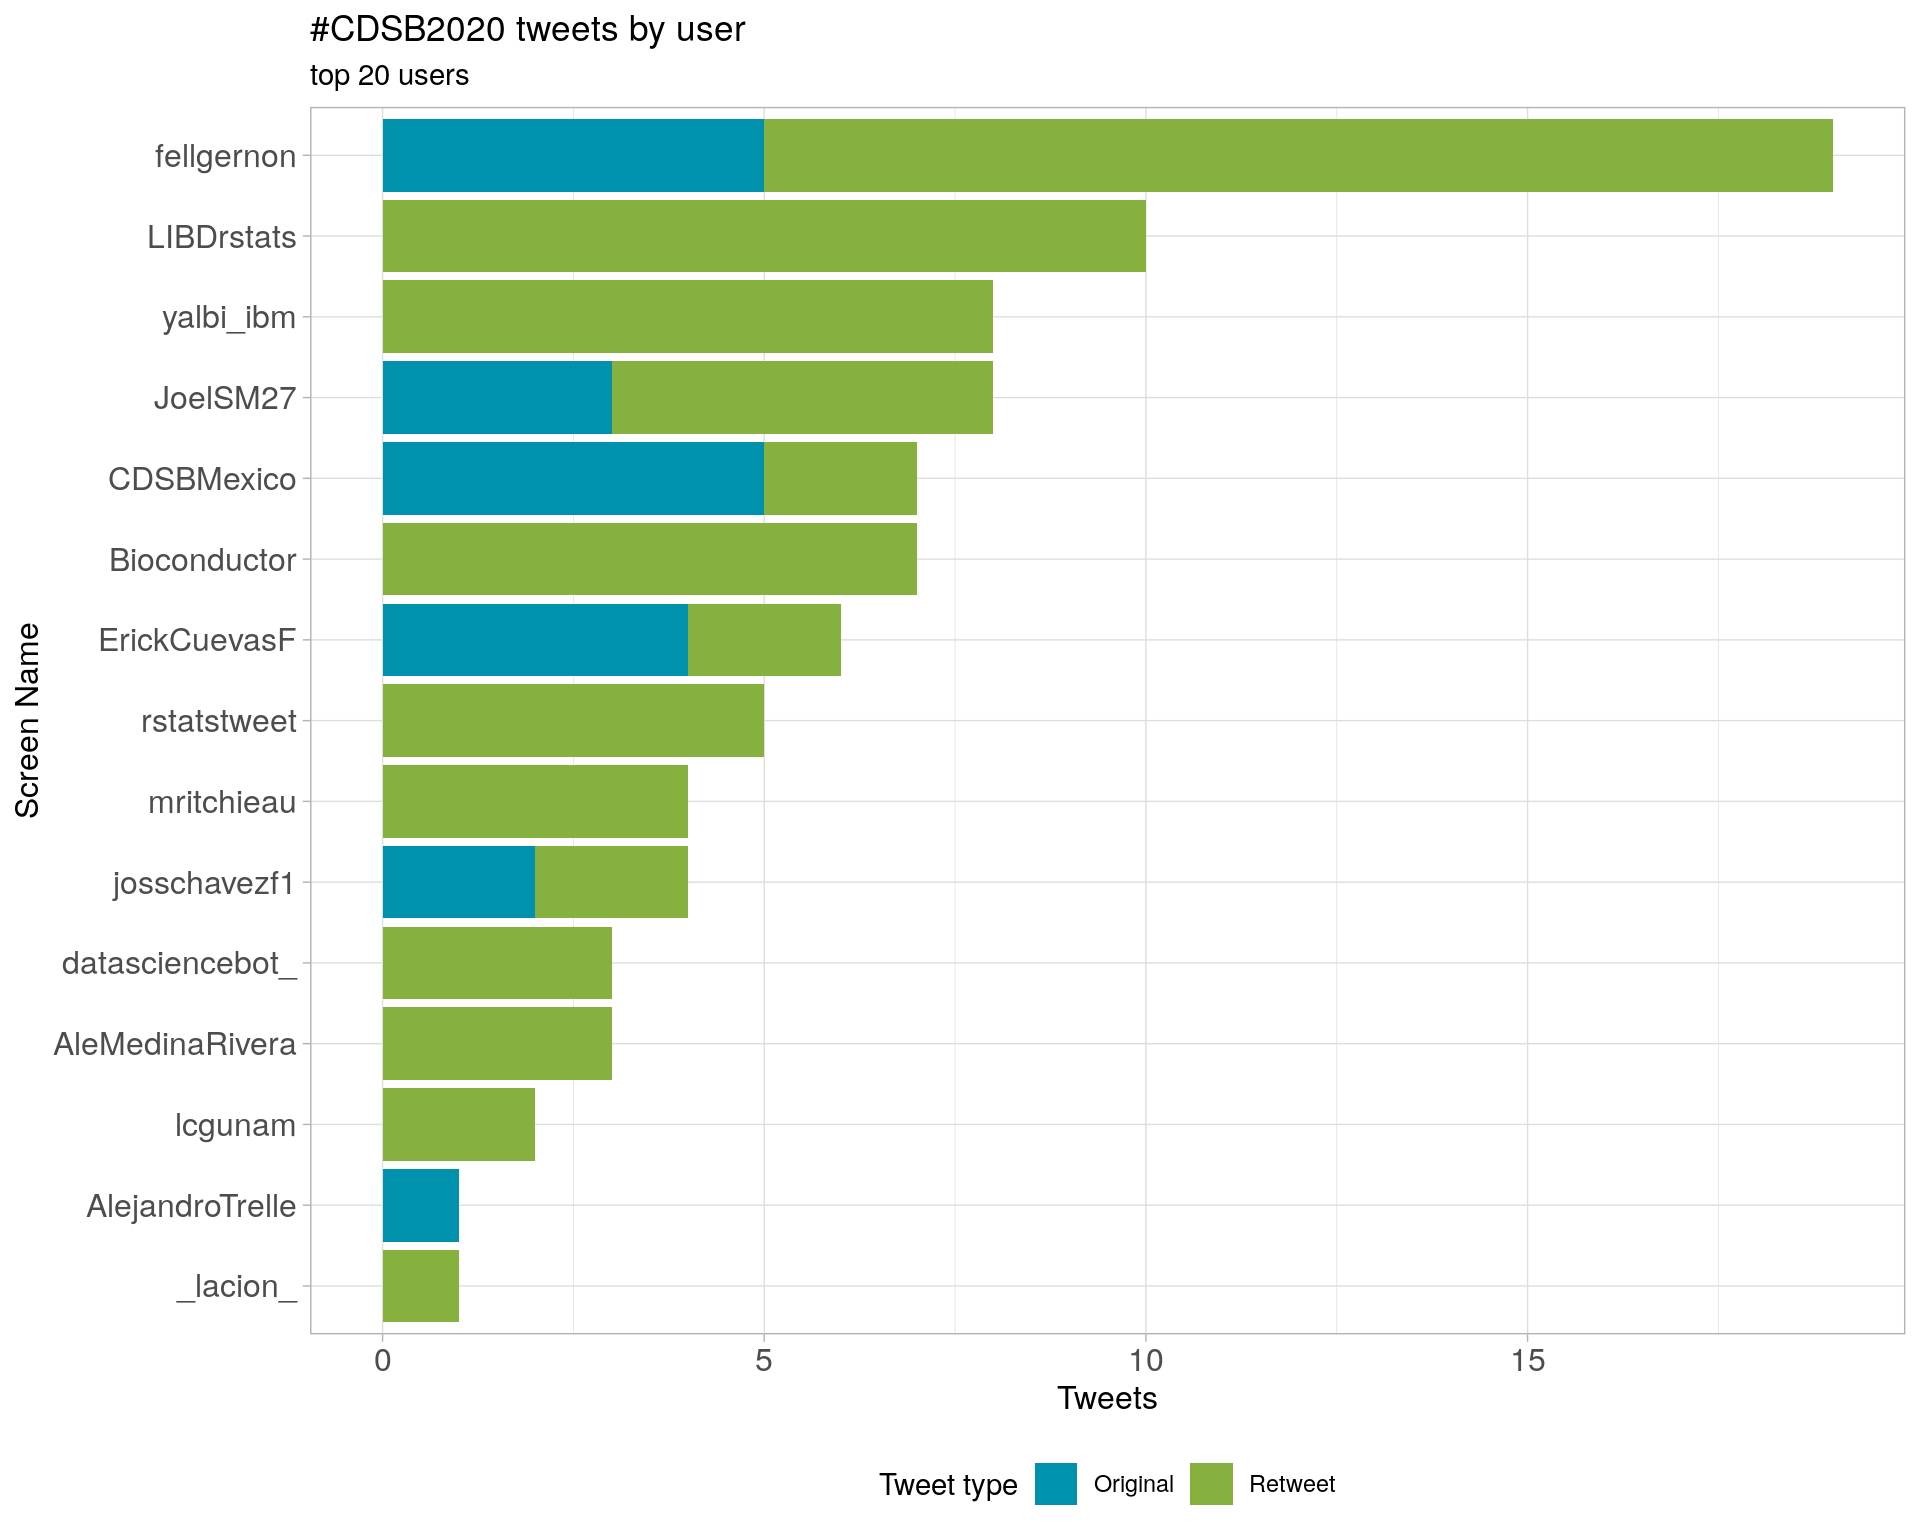 #CDSB2020 tweets by user
top 20 users
Screen Name
fellgernon
LIBDrstats
yalbi_ibm
JoelSM27
CDSBMexico
Bioconductor
ErickCuevasF
rstatstweet
mritchieau
josschavezf1
datasciencebot_
AleMedinaRivera
lcgunam
AlejandroTrelle
_lacion_
0 5 10 15
Tweets
Tweet type Original Retweet